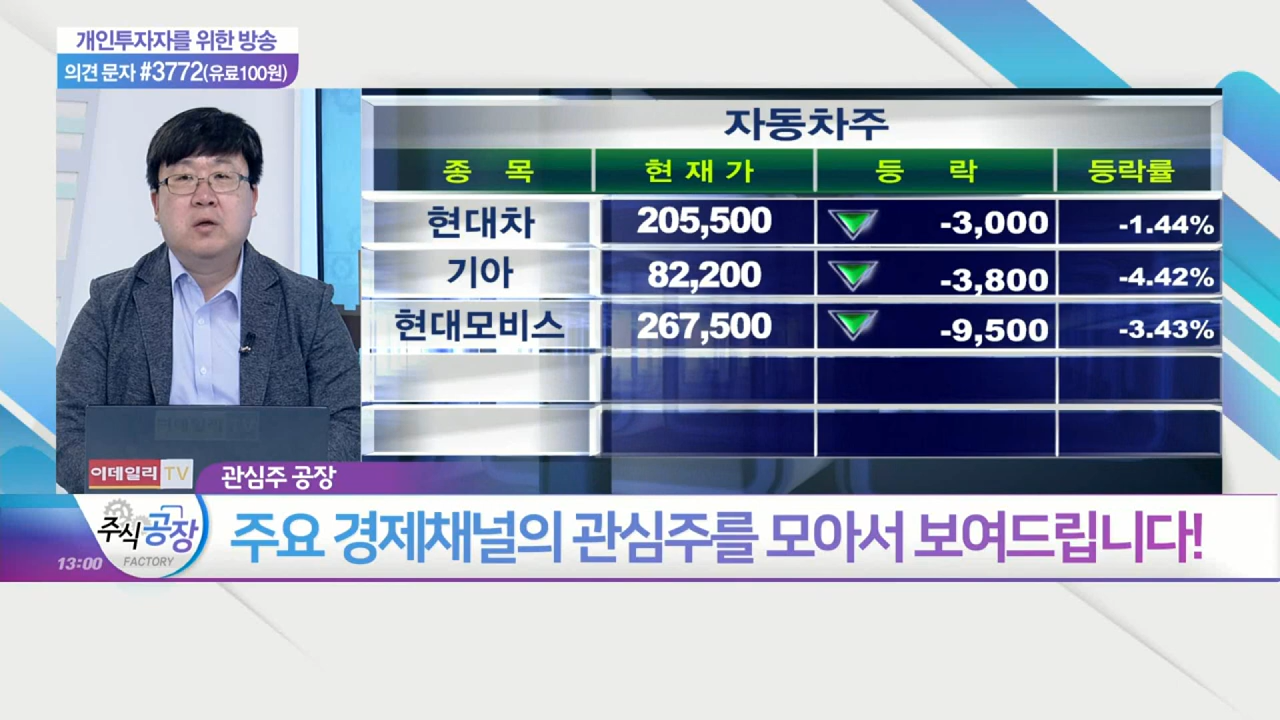 개인투자자를 위한 방송
의견 문자 #3772(유료100원)
자동차주
종 목 현 재 가 등 락 등락률
현대차 205,500 -3,000 -1.44%
기아 82,200 -3,800 -4.42%
현대모비스 267,500 -9,500 -3.43%
이데일리 TV
관심주 공장
주식공장
FACTORY
13:00
주요 경제채널의 관심주를 모아서 보여드립니다!